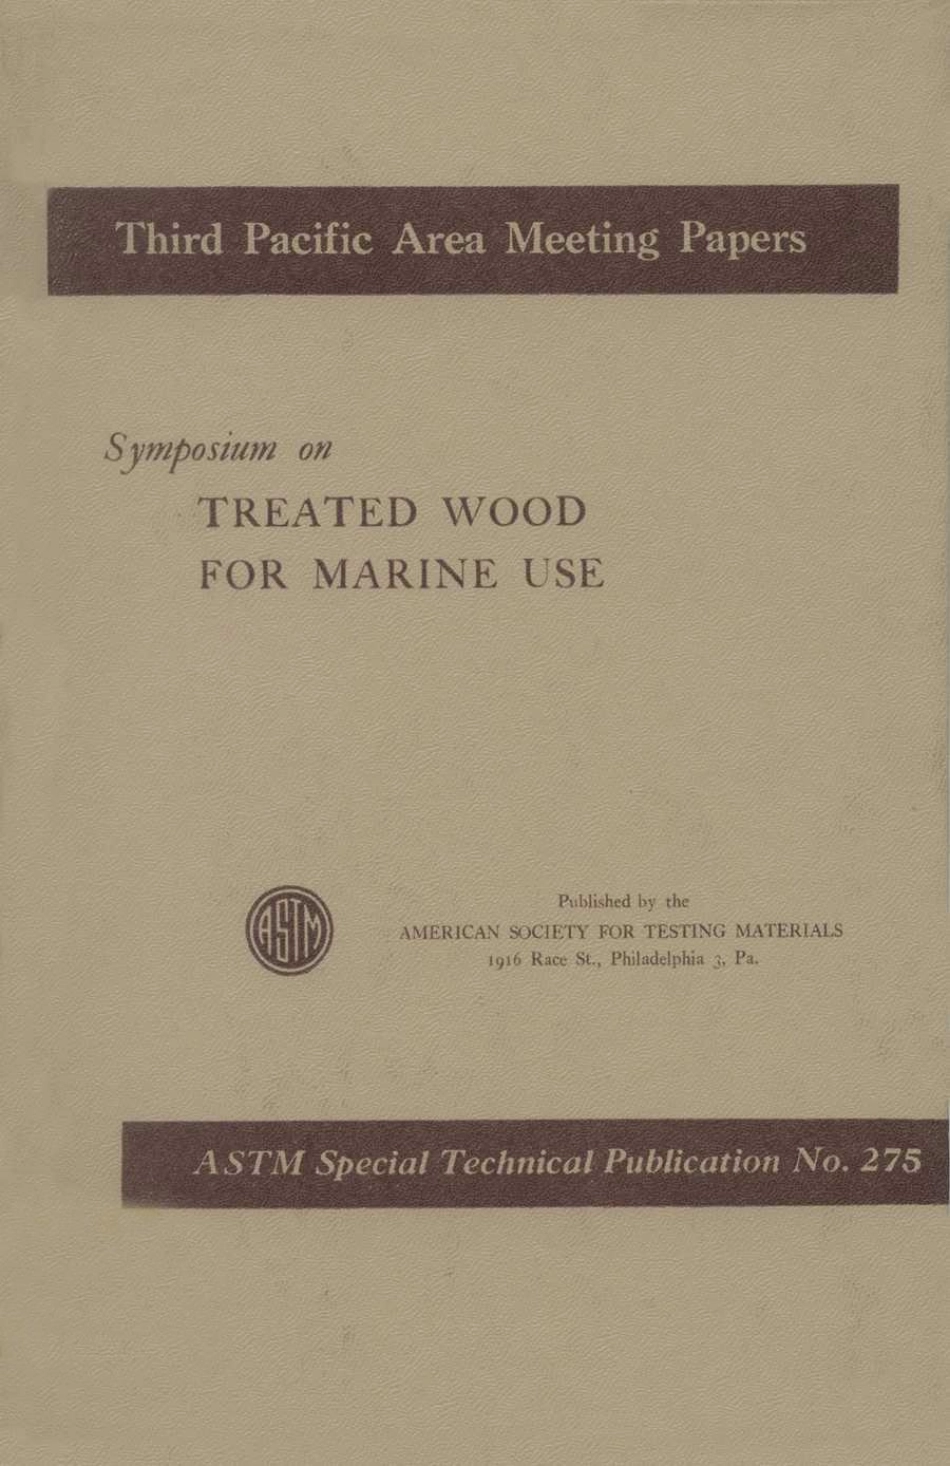 Third Pacific Area Meeting Papers
Symposium on
TREATED WOOD
FOR MARINE USE
ASTM
Published by the
AMERICAN SOCIETY FOR TESTING MATERIALS
1916 Race St., Philadelphia 3, Pa.
ASTM Special Technical Publication No. 275